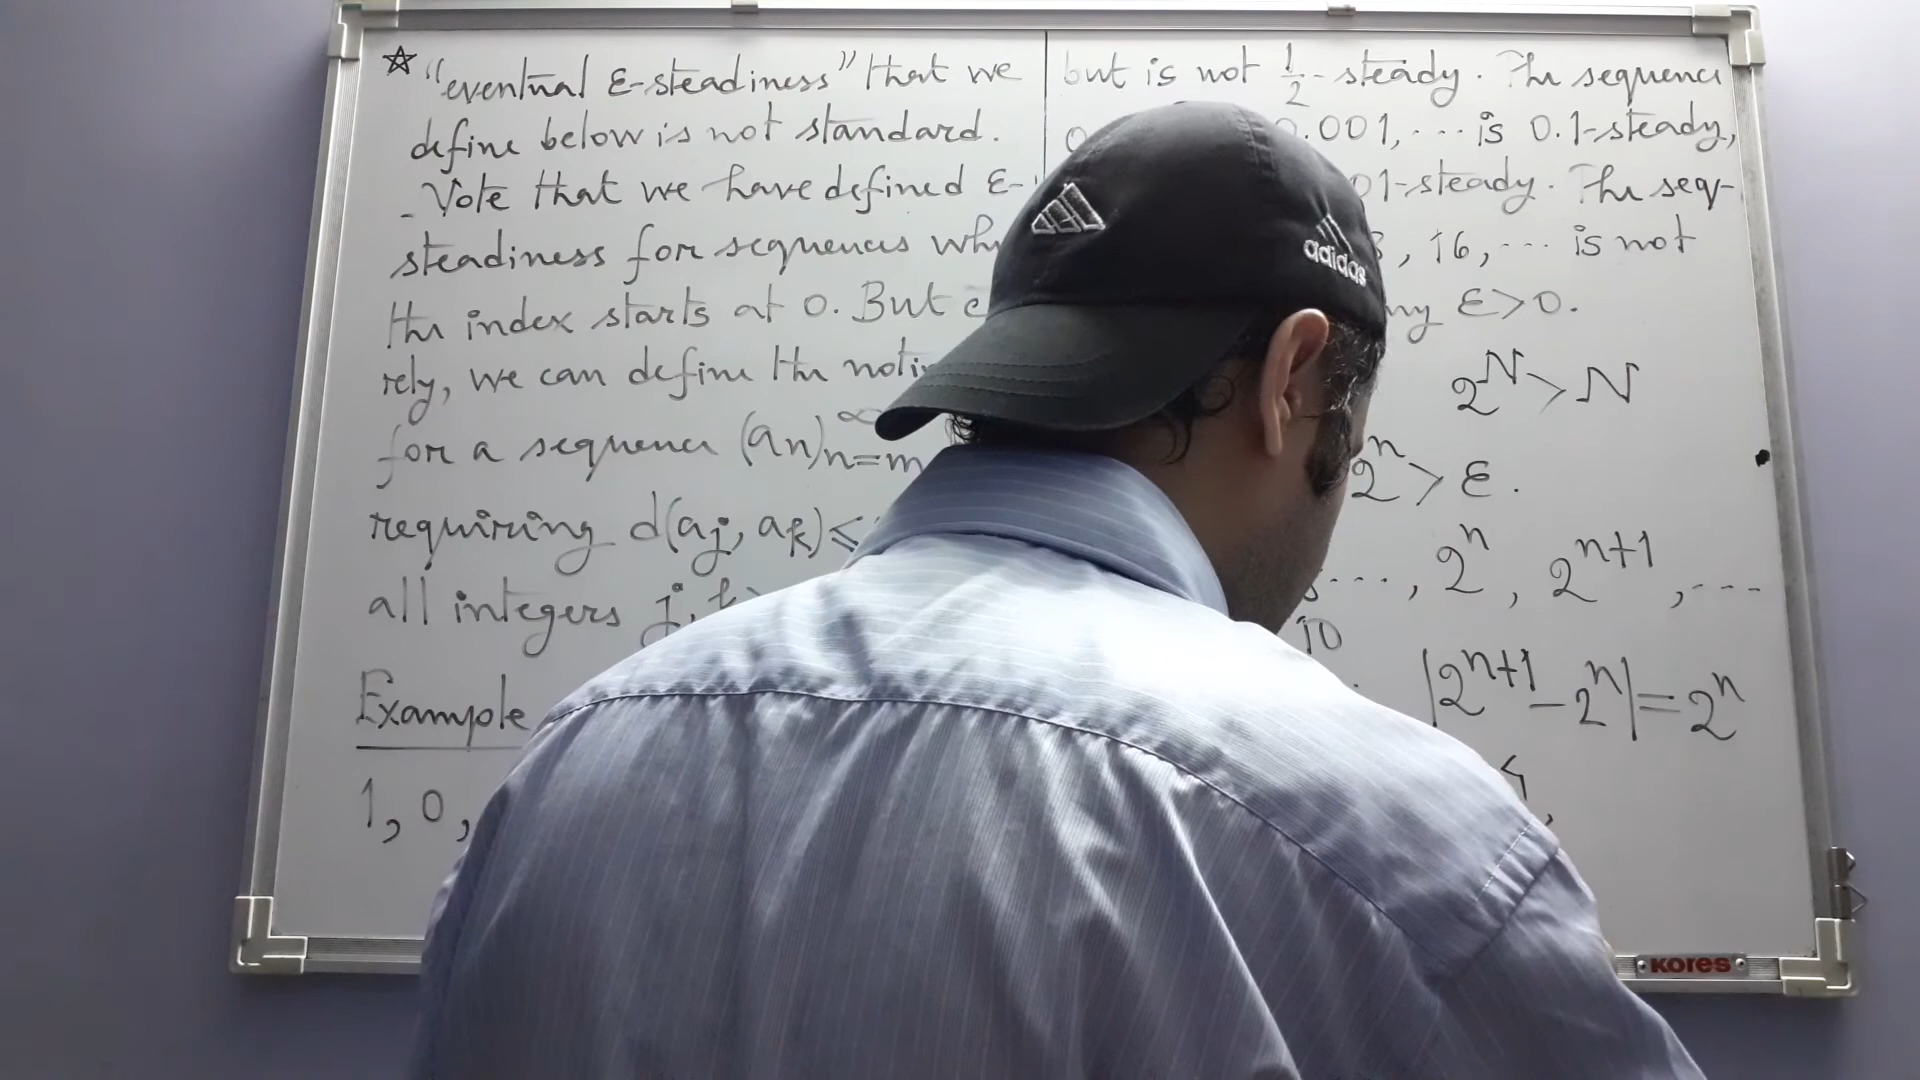 ☆ "eventual ε-steadiness" that we
define below is not standard.
- Note that we have defined ε-
steadiness for sequences
the index starts at 0. But
rely, we can define the
for a sequence (an)n=m ∞
requiring d(aj, ak) ≤
all integers j,
Example
1, 0,
but is not 1/2-steady. The sequence
0.001, ... is 0.1-steady,
01-steady. The seq-
, 16, ... is not
ε>0.
2^N > N
2^n > ε.
..., 2^n, 2^n+1, ...
10
|2^n+1 - 2^n| = 2^n
adidas
KORES